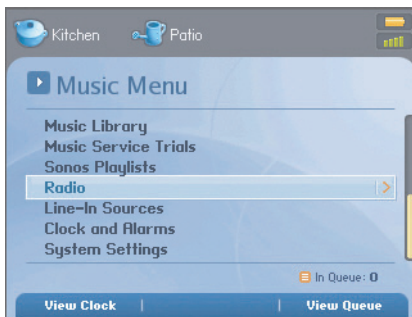 Kitchen Patio
Music Menu
Music Library
Music Service Trials
Sonos Playlists
Radio
Line-In Sources
Clock and Alarms
System Settings
In Queue: 0
View Clock View Queue